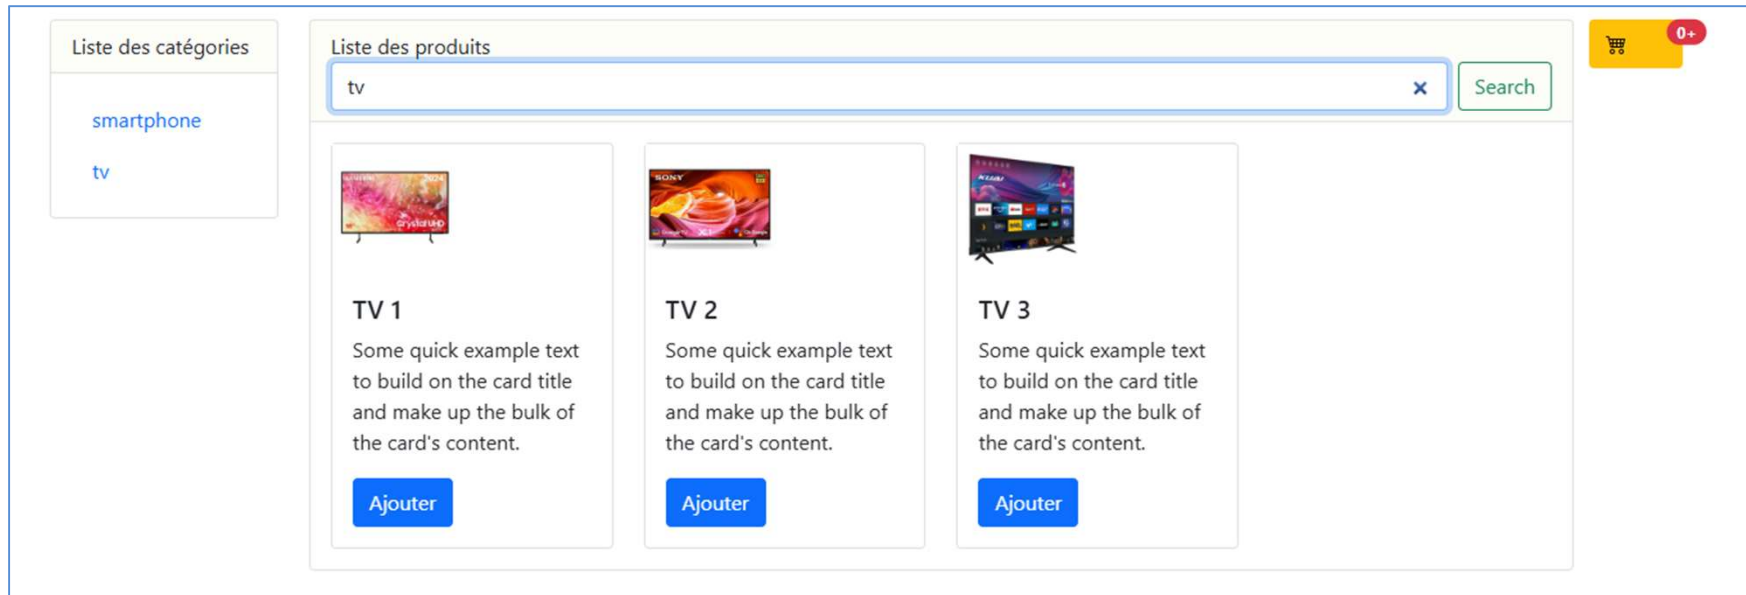 Liste des catégories
smartphone
tv
Liste des produits
tv
Search
0+
2024
CrystalUHD
TV 1
Some quick example text
to build on the card title
and make up the bulk of
the card's content.
Ajouter
SONY
TV 2
Some quick example text
to build on the card title
and make up the bulk of
the card's content.
Ajouter
TV 3
Some quick example text
to build on the card title
and make up the bulk of
the card's content.
Ajouter